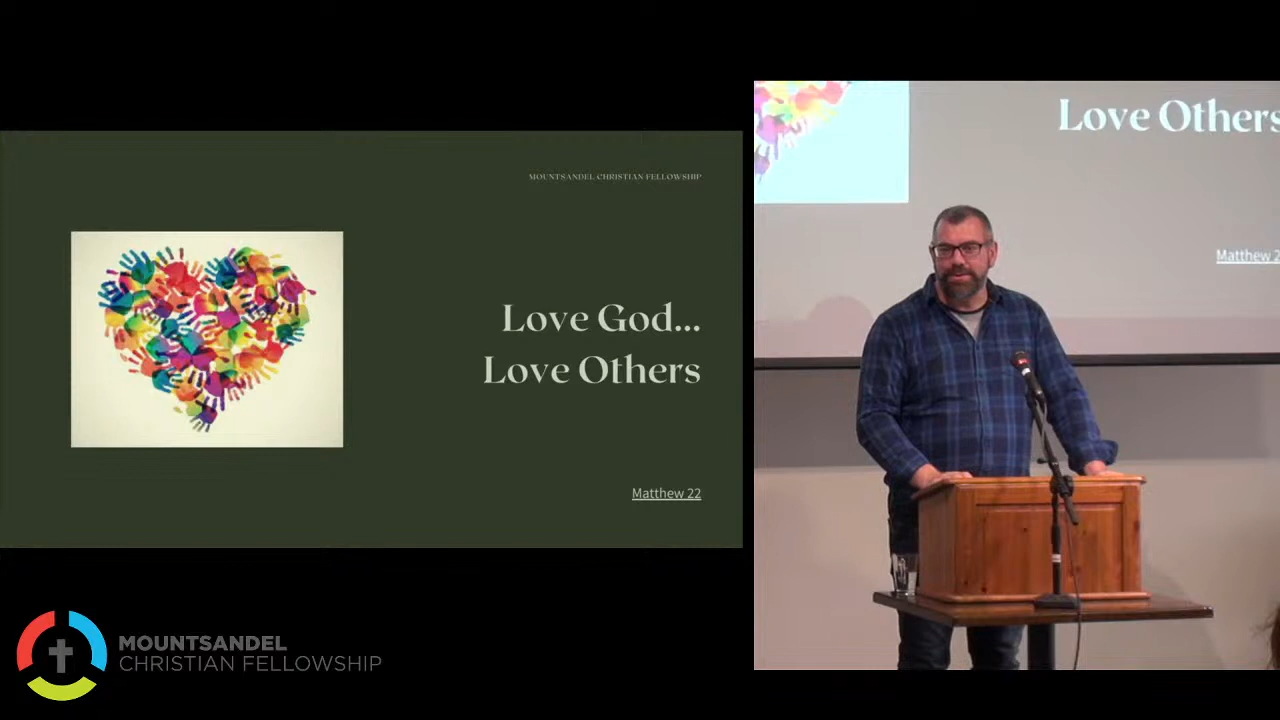 MOUNTSANDEL CHRISTIAN FELLOWSHIP
Love God...
Love Others
Matthew 22
Love Others
Matthew 2
MOUNTSANDEL
CHRISTIAN FELLOWSHIP